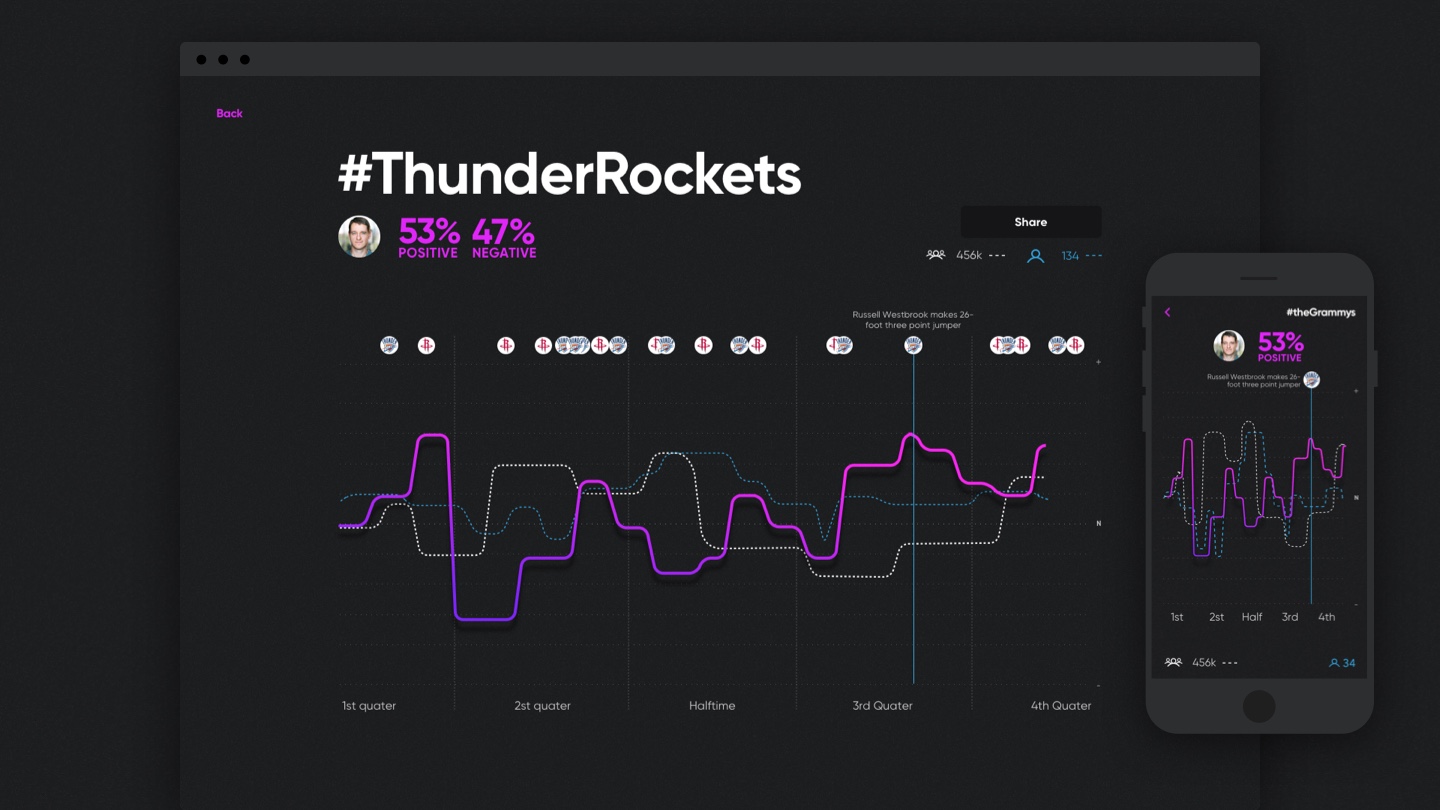 Back
#ThunderRockets
53% 47%
POSITIVE NEGATIVE
Share
456k --- 134 ---
Russell Westbrook makes 26-
foot three point jumper
+
N
-
1st quater 2st quater Halftime 3rd Quater 4th Quater
#theGrammys
53%
POSITIVE
Russell Westbrook makes 26-
foot three point jumper
+
N
-
1st 2st Half 3rd 4th
456k --- 34